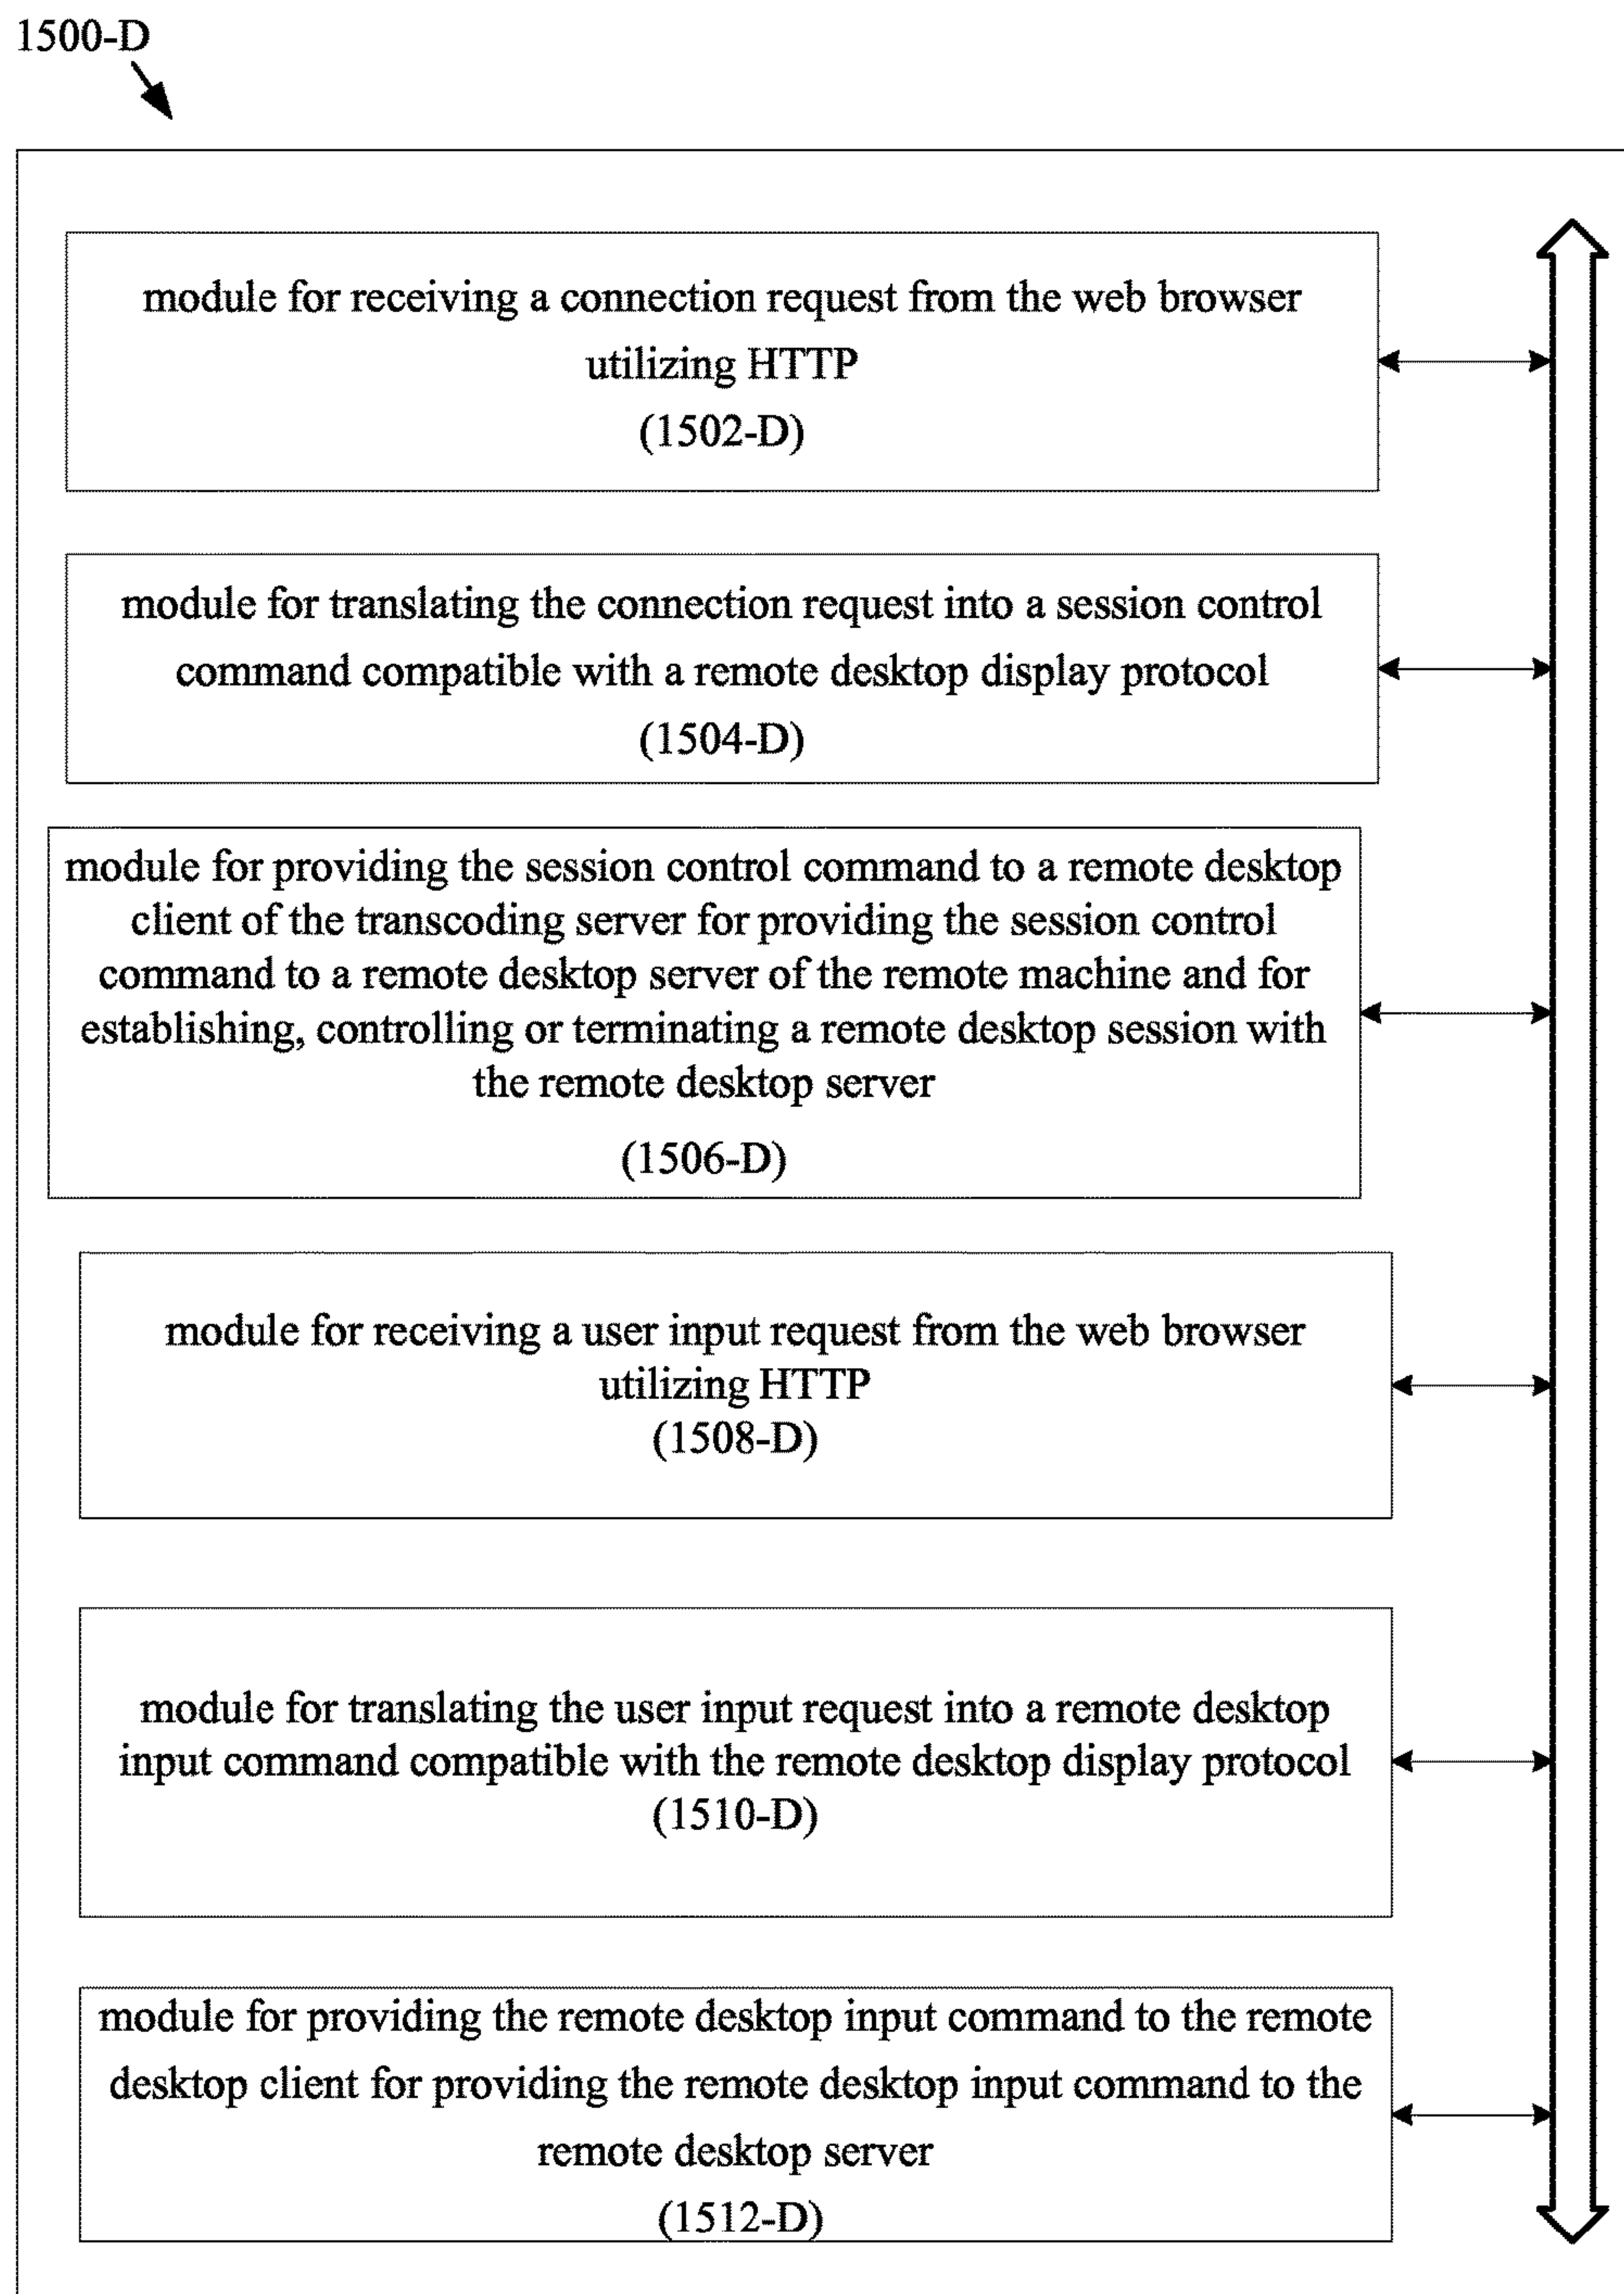 1500-D
module for receiving a connection request from the web browser
utilizing HTTP
(1502-D)
module for translating the connection request into a session control
command compatible with a remote desktop display protocol
(1504-D)
module for providing the session control command to a remote desktop
client of the transcoding server for providing the session control
command to a remote desktop server of the remote machine and for
establishing, controlling or terminating a remote desktop session with
the remote desktop server
(1506-D)
module for receiving a user input request from the web browser
utilizing HTTP
(1508-D)
module for translating the user input request into a remote desktop
input command compatible with the remote desktop display protocol
(1510-D)
module for providing the remote desktop input command to the remote
desktop client for providing the remote desktop input command to the
remote desktop server
(1512-D)